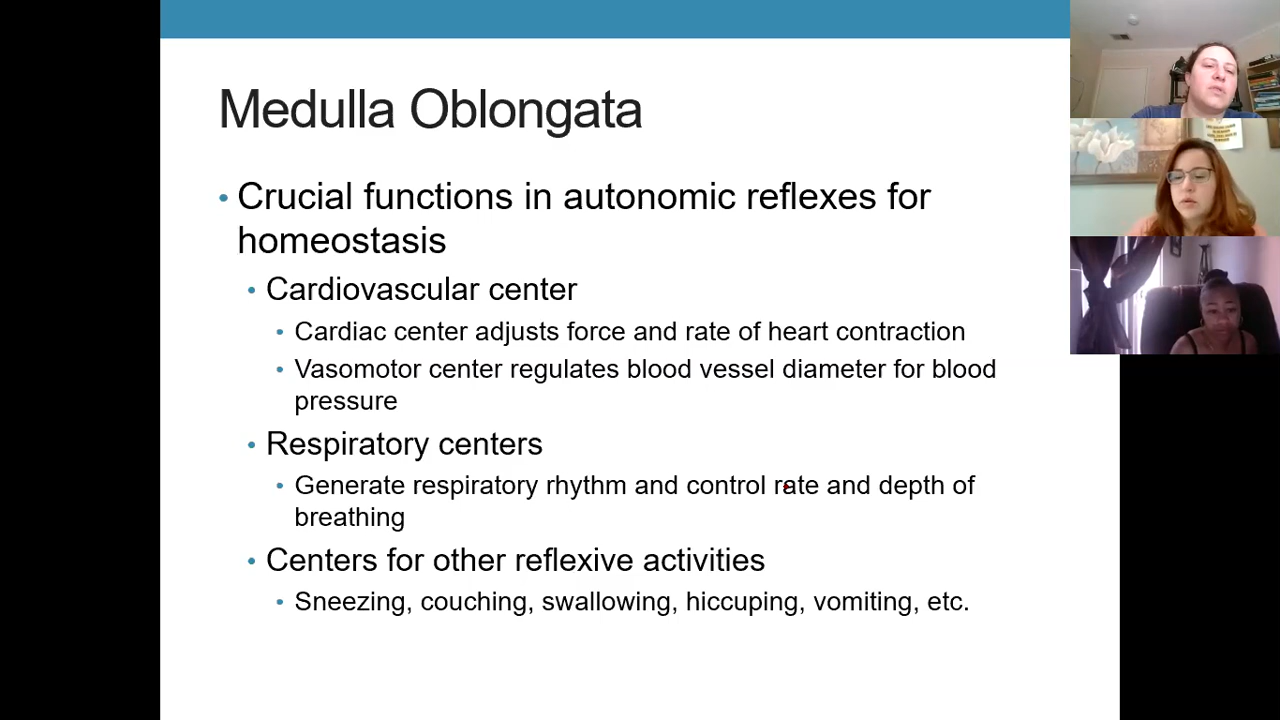 Medulla Oblongata
• Crucial functions in autonomic reflexes for
homeostasis
• Cardiovascular center
• Cardiac center adjusts force and rate of heart contraction
• Vasomotor center regulates blood vessel diameter for blood
pressure
• Respiratory centers
• Generate respiratory rhythm and control rate and depth of
breathing
• Centers for other reflexive activities
• Sneezing, couching, swallowing, hiccuping, vomiting, etc.